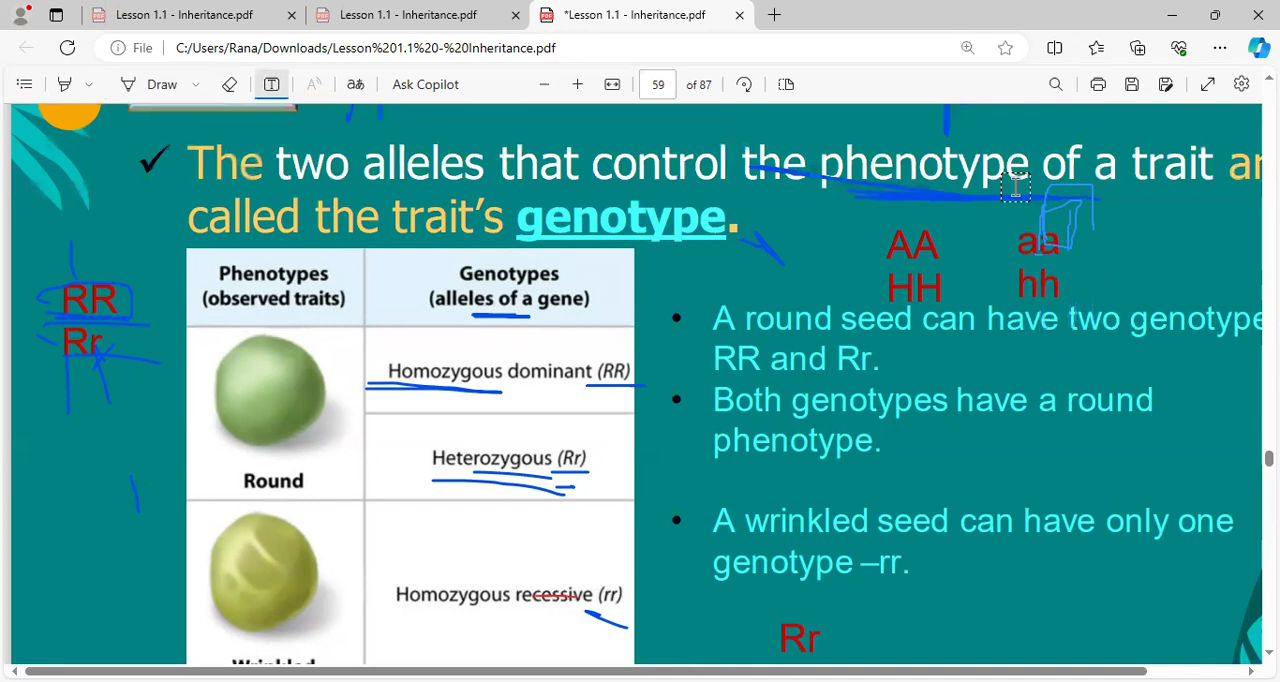 Lesson 1.1 - Inheritance.pdf
Lesson 1.1 - Inheritance.pdf
*Lesson 1.1 - Inheritance.pdf
File
C:/Users/Rana/Downloads/Lesson%201.1%20-%20Inheritance.pdf
Draw
aあ
Ask Copilot
59 of 87
The two alleles that control the phenotype of a trait
called the trait's genotype.
AA aa
HH hh
RR
Rr
Phenotypes
(observed traits)
Genotypes
(alleles of a gene)
Round
Homozygous dominant (RR)
Heterozygous (Rr)
Homozygous recessive (rr)
Wrinkled
• A round seed can have two genotype
RR and Rr.
• Both genotypes have a round
phenotype.
• A wrinkled seed can have only one
genotype –rr.
Rr